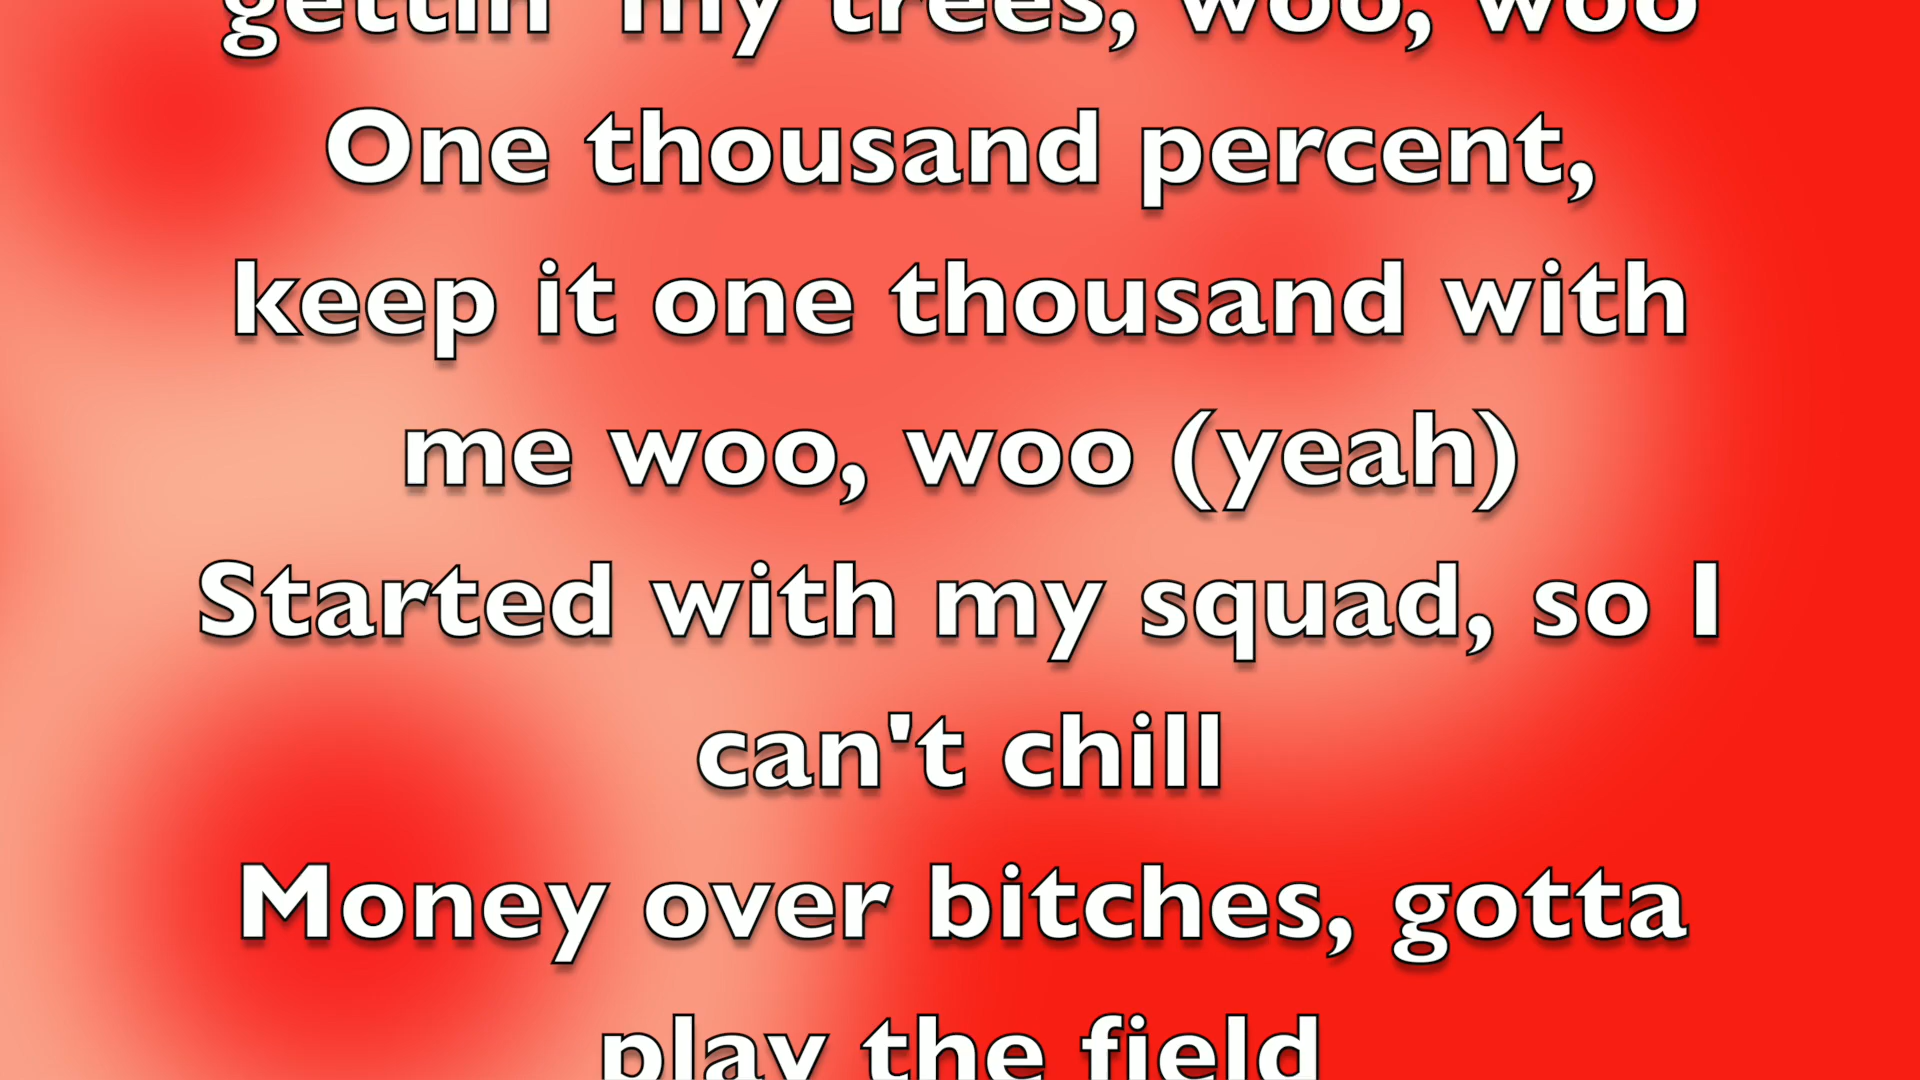 gettin' my trees, woo, woo
One thousand percent,
keep it one thousand with
me woo, woo (yeah)
Started with my squad, so I
can't chill
Money over bitches, gotta
play the field